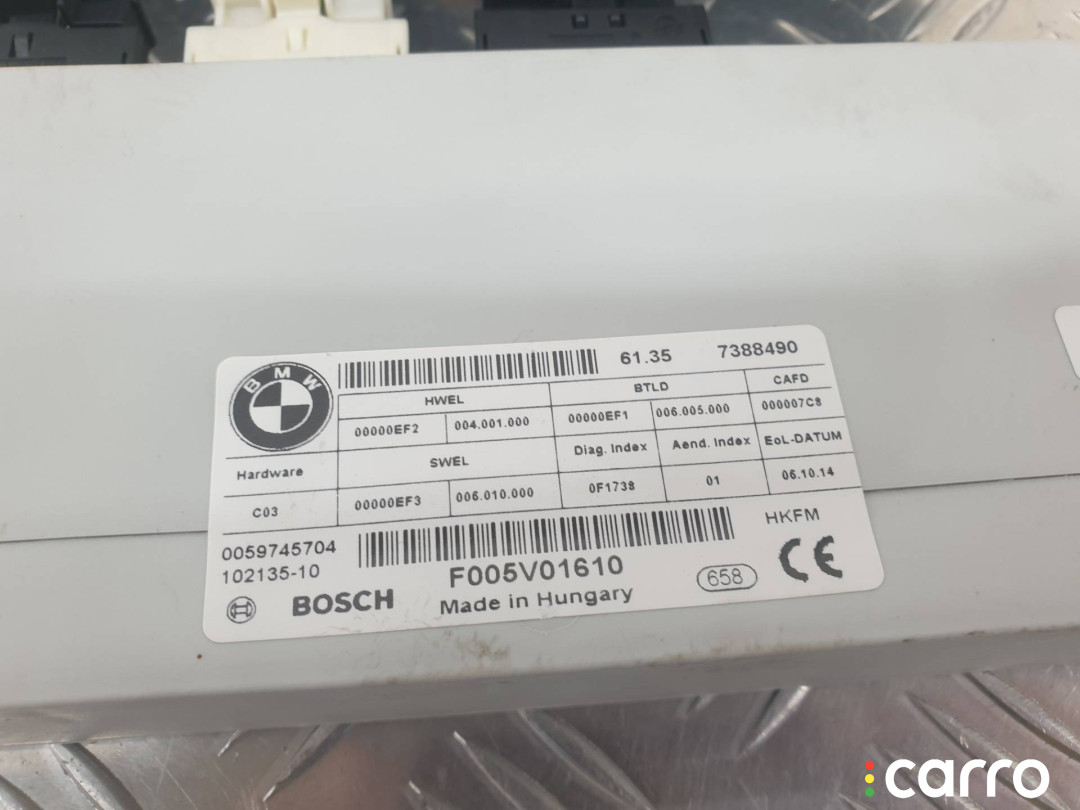 BMW
61.35 7388490
HWEL BTLD CAFD
00000EF2 004.001.000 00000EF1 006.005.000 000007C8
Hardware SWEL Diag. Index Aend. Index EoL-DATUM
C03 00000EF3 006.010.000 0F1738 01 06.10.14
0059745704 HKFM
102135-10 F005V01610 CE
BOSCH Made in Hungary 658
carro